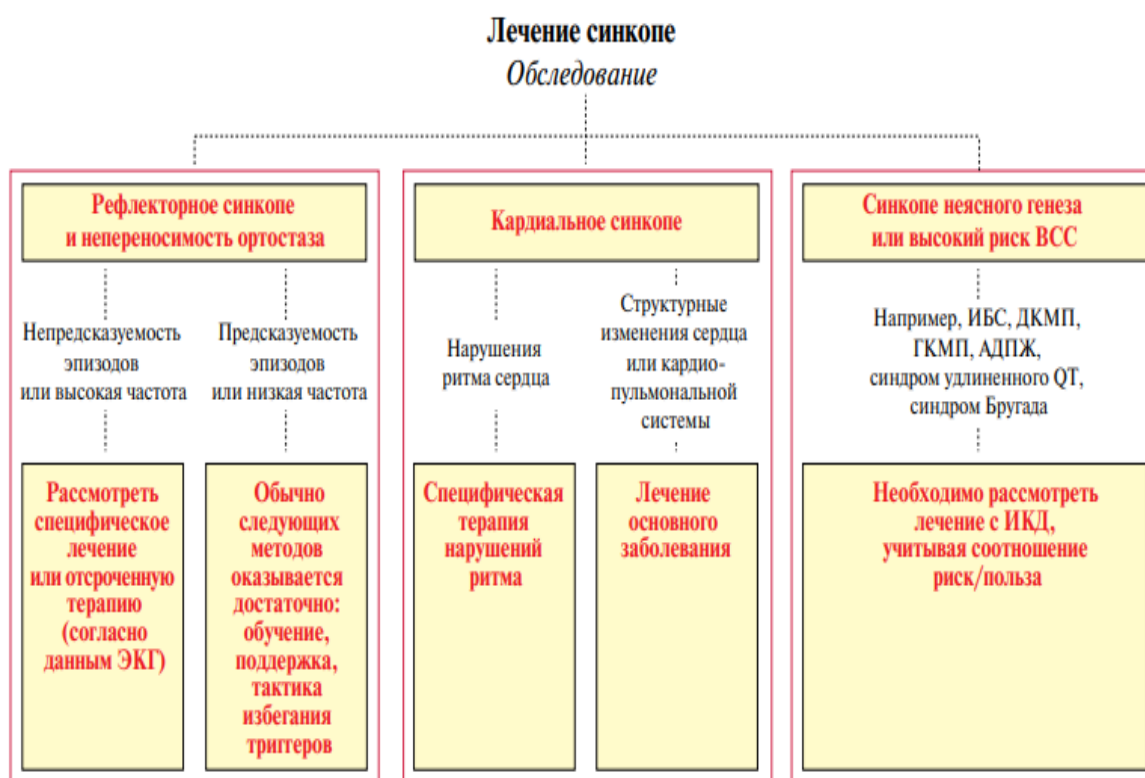 Лечение синкопе
Обследование
Рефлекторное синкопе
и непереносимость ортостаза
Непредсказуемость
эпизодов
или высокая частота
Предсказуемость
эпизодов
или низкая частота
Рассмотреть
специфическое
лечение
или отсроченную
терапию
(согласно
данным ЭКГ)
Обычно
следующих
методов
оказывается
достаточно:
обучение,
поддержка,
тактика
избегания
триггеров
Кардиальное синкопе
Нарушения
ритма сердца
Структурные
изменения сердца
или кардио-
пульмональной
системы
Специфическая
терапия
нарушений
ритма
Лечение
основного
заболевания
Синкопе неясного генеза
или высокий риск ВСС
Например, ИБС, ДКМП,
ГКМП, АДПЖ,
синдром удлиненного QT,
синдром Бругада
Необходимо рассмотреть
лечение с ИКД,
учитывая соотношение
риск/польза